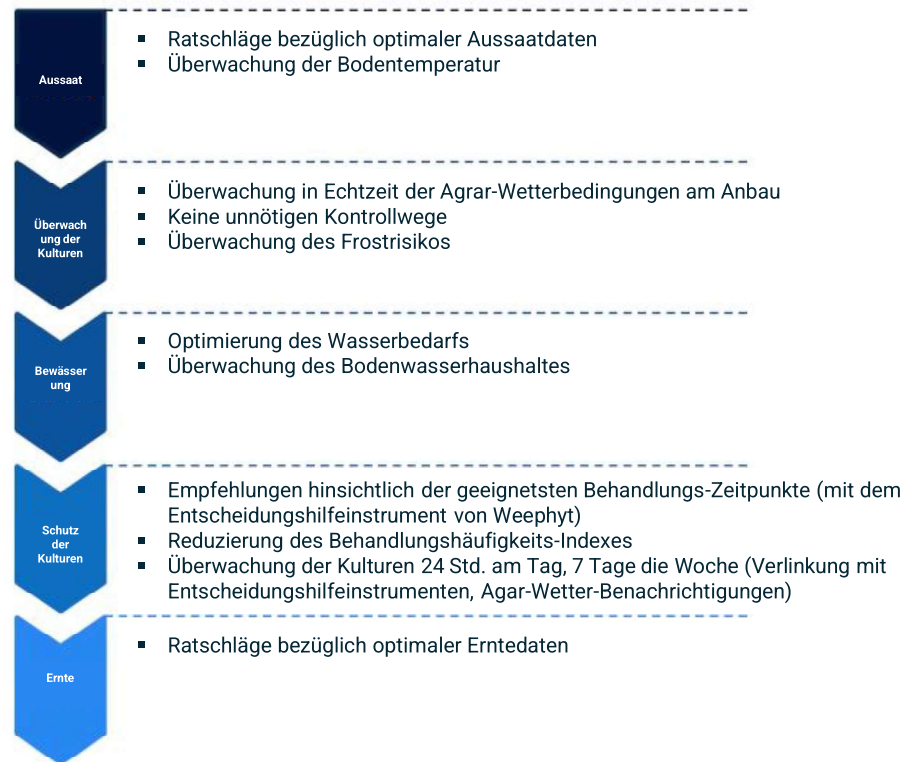 Aussaat
▪ Ratschläge bezüglich optimaler Aussaatdaten
▪ Überwachung der Bodentemperatur
Überwach
ung der
Kulturen
▪ Überwachung in Echtzeit der Agrar-Wetterbedingungen am Anbau
▪ Keine unnötigen Kontrollwege
▪ Überwachung des Frostrisikos
Bewässer
ung
▪ Optimierung des Wasserbedarfs
▪ Überwachung des Bodenwasserhaushaltes
Schutz
der
Kulturen
▪ Empfehlungen hinsichtlich der geeignetsten Behandlungs-Zeitpunkte (mit dem
Entscheidungshilfeinstrument von Weephyt)
▪ Reduzierung des Behandlungshäufigkeits-Indexes
▪ Überwachung der Kulturen 24 Std. am Tag, 7 Tage die Woche (Verlinkung mit
Entscheidungshilfeinstrumenten, Agar-Wetter-Benachrichtigungen)
Ernte
▪ Ratschläge bezüglich optimaler Erntedaten